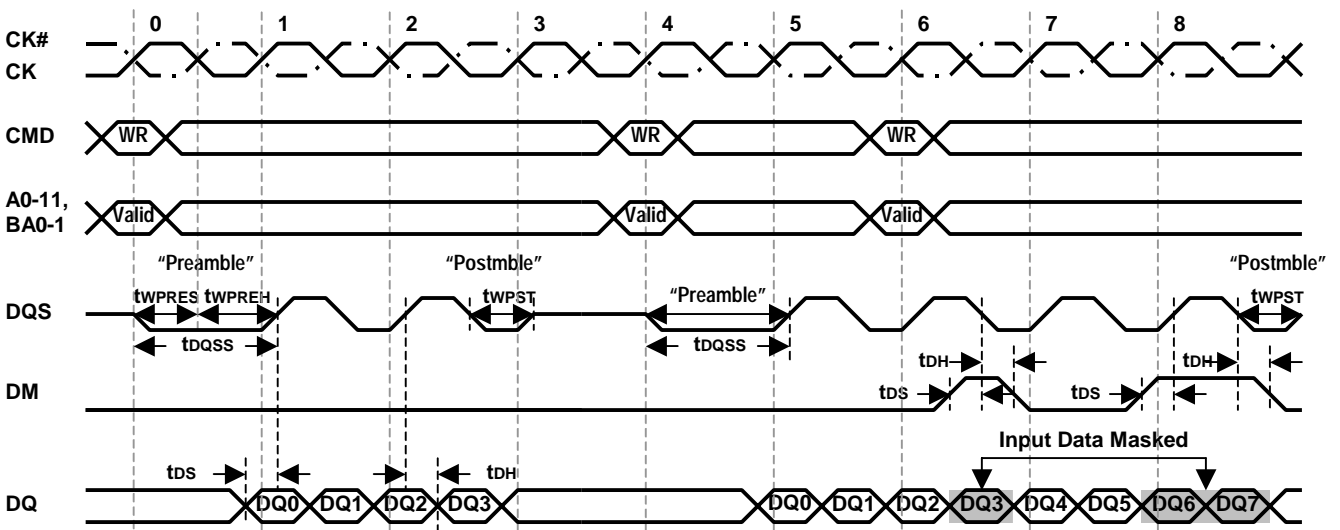 0 1 2 3 4 5 6 7 8
CK#
CK
CMD WR WR WR
A0-11,
BA0-1 Valid Valid Valid
“Preamble” “Postmble” “Postmble”
tWPRES tWPREH tWPST “Preamble” tWPST
DQS
tDQSS tDQSS
tDH tDH
DM tDS tDS
Input Data Masked
tDS tDH
DQ DQ0 DQ1 DQ2 DQ3 DQ0 DQ1 DQ2 DQ3 DQ4 DQ5 DQ6 DQ7